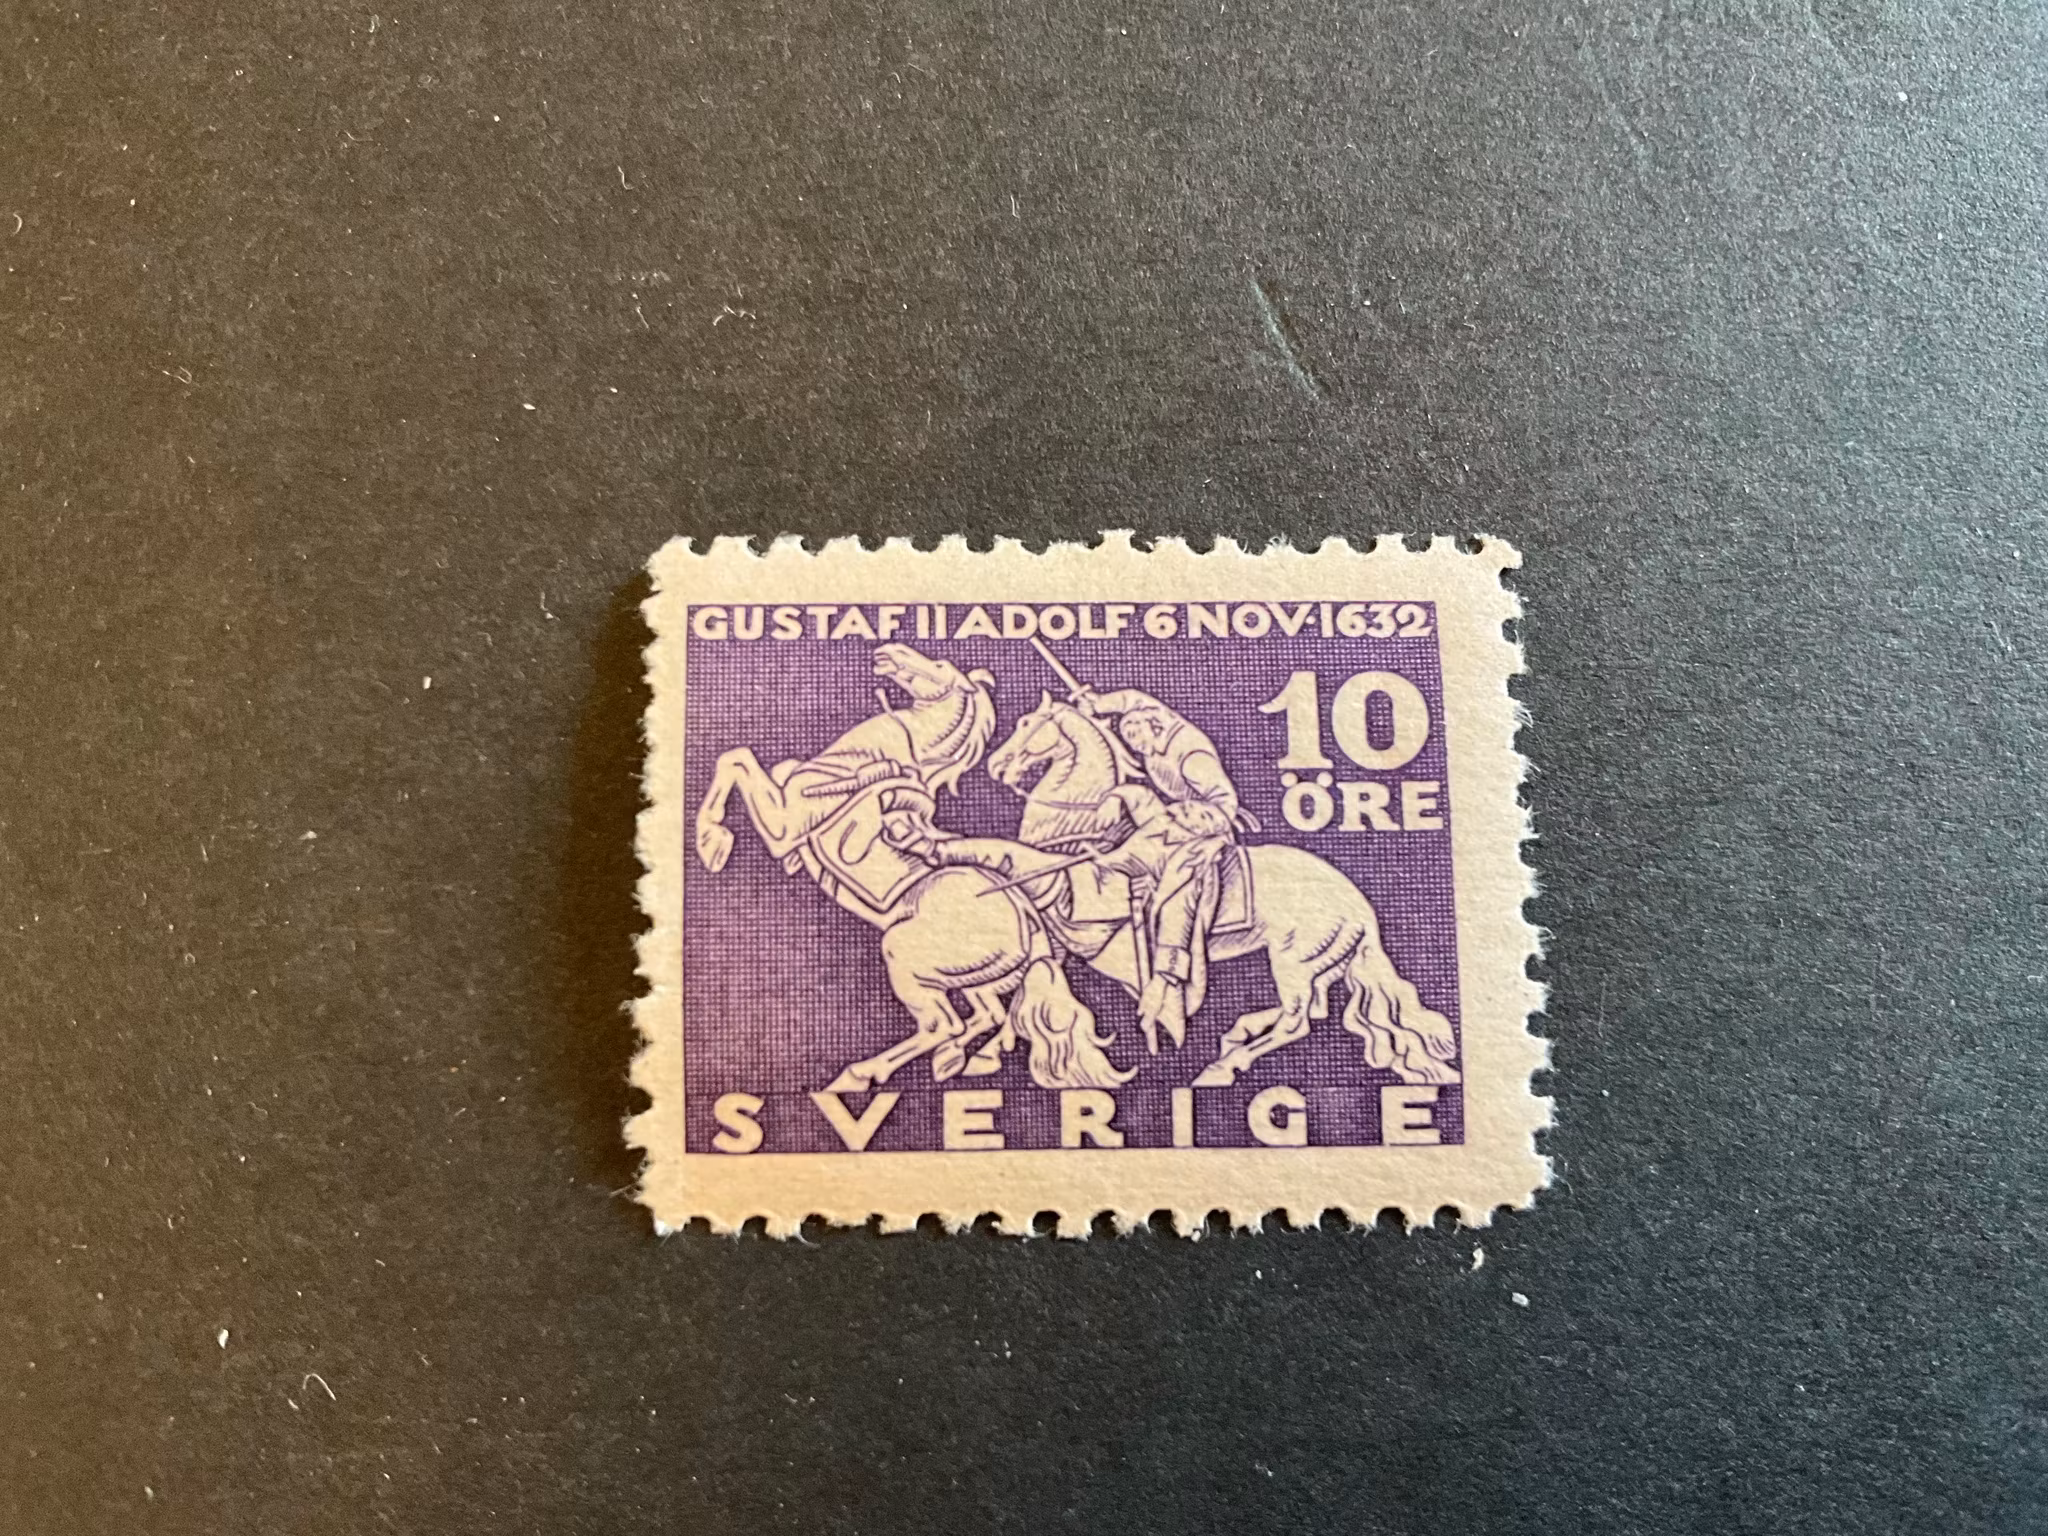 GUSTAF II ADOLF 6 NOV·1632
10
ÖRE
SVERIGE